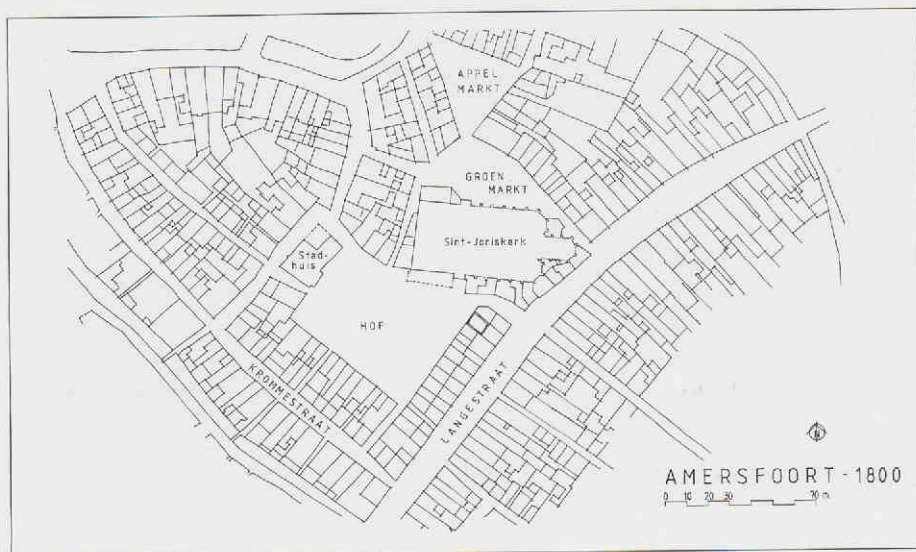 APPEL
MARKT
GROEN
MARKT
Sint-Joriskerk
Stad-
huis
HOF
KROMMESTRAAT
LANGESTRAAT
N
AMERSFOORT-1800
0 10 20 30 70 m.